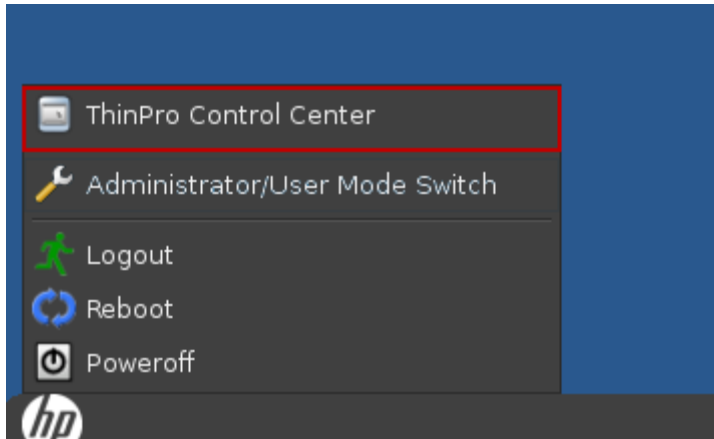 ThinPro Control Center
Administrator/User Mode Switch
Logout
Reboot
Poweroff
hp